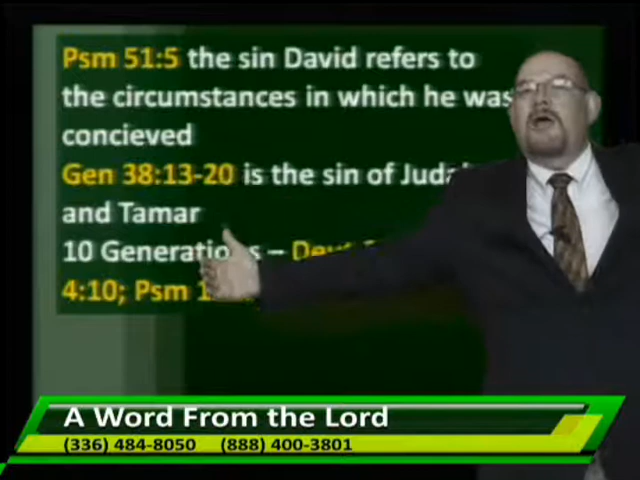 Psm 51:5 the sin David refers to
the circumstances in which he was
concieved
Gen 38:13-20 is the sin of
and Tamar
10 Generations –
4:10; Psm
A Word From the Lord
(336) 484-8050 (888) 400-3801